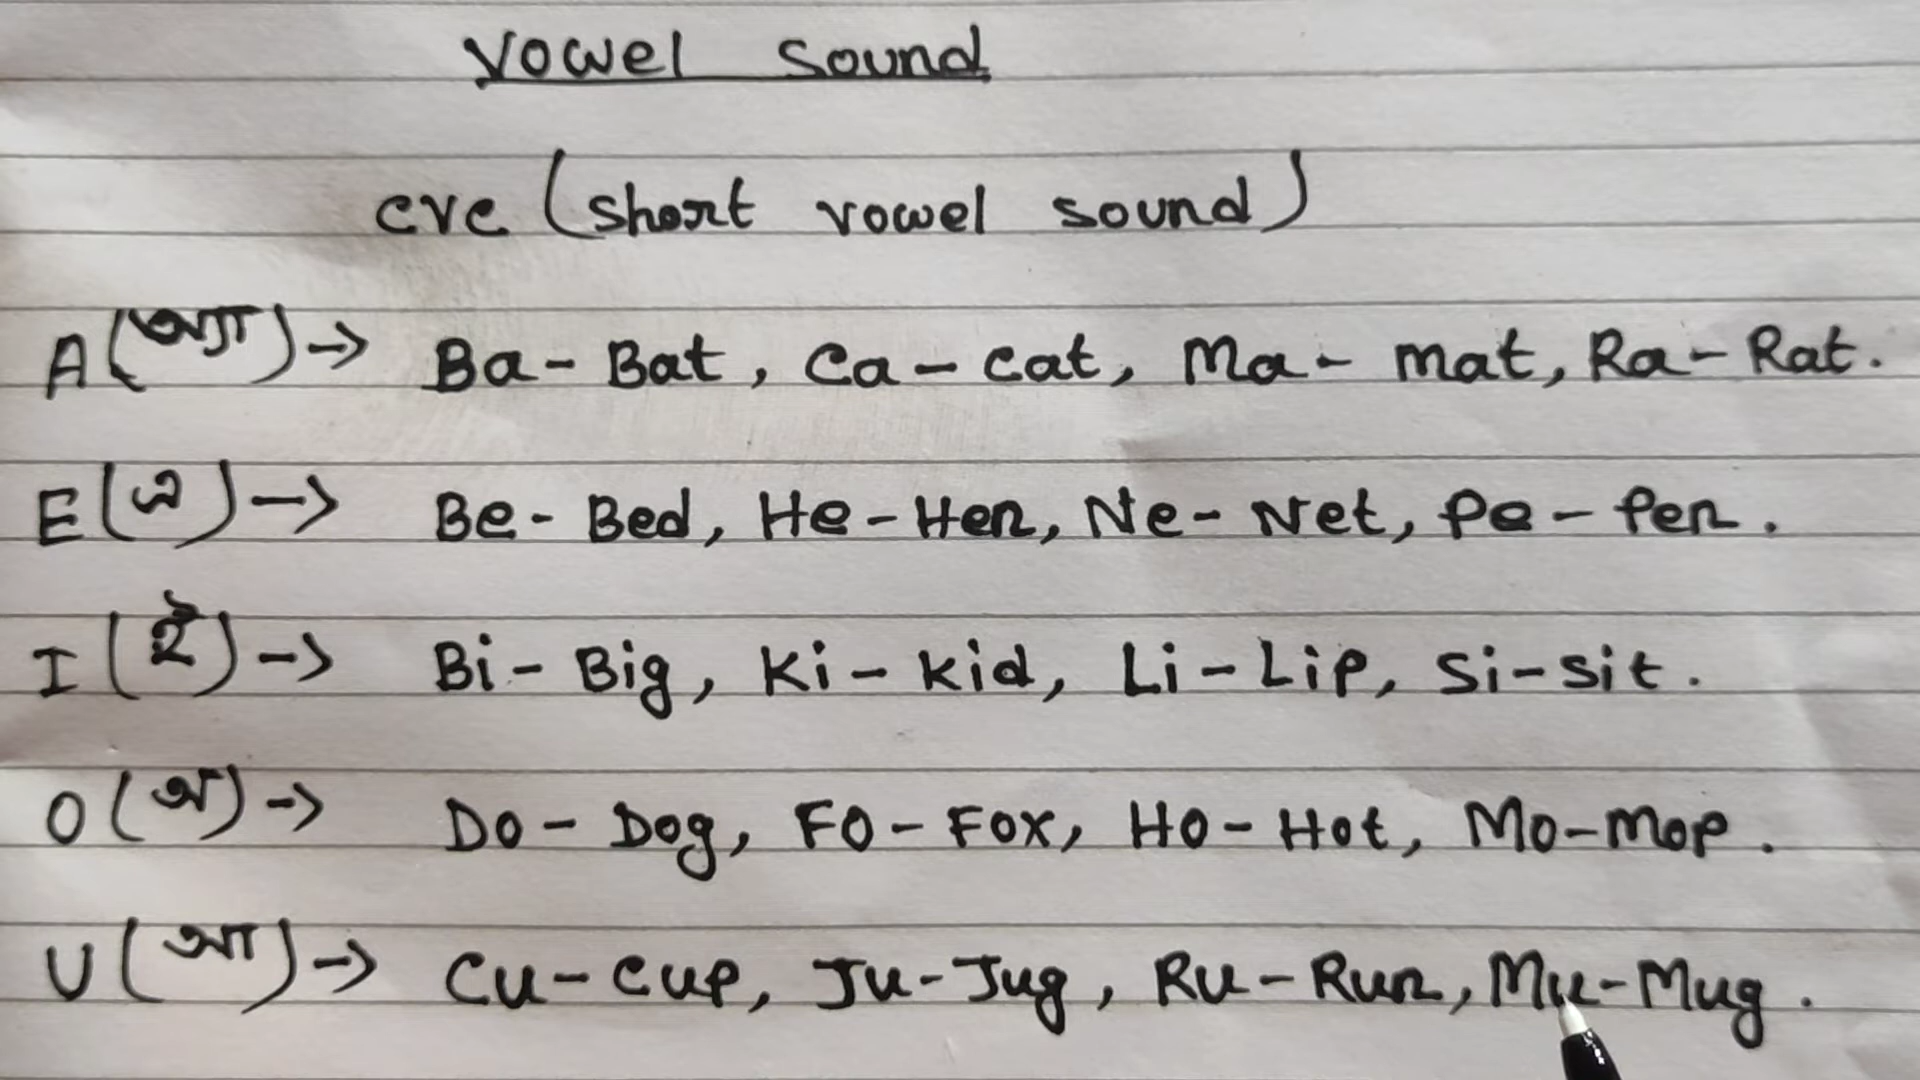 Vowel Sound
cvc (short vowel sound)
A (অ্যা) → Ba - Bat, Ca - cat, Ma - mat, Ra - Rat.
E (এ) → Be - Bed, He - Hen, Ne - Net, Pe - Pen.
I (ই) → Bi - Big, Ki - kid, Li - Lip, Si - sit.
O (অ) → Do - Dog, FO - FOX, HO - Hot, Mo - Mop.
U (আ) → Cu - Cup, Ju - Jug, Ru - Run, Mu - Mug.